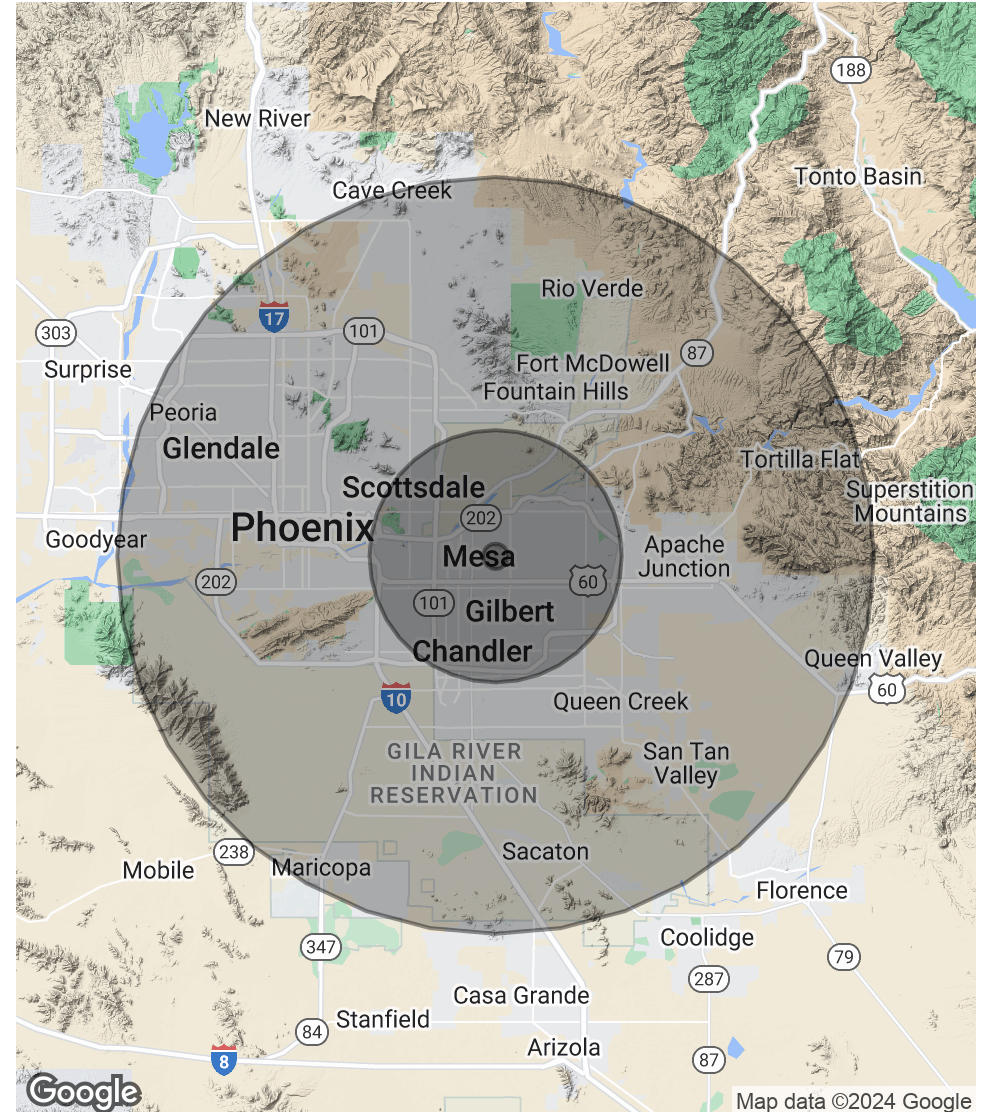 188
New River
Tonto Basin
Cave Creek
Rio Verde
17
303
101
87
Surprise
Fort McDowell
Fountain Hills
Peoria
Glendale
Tortilla Flat
Scottsdale
Superstition
Mountains
202
Phoenix
Goodyear
Mesa
Apache
Junction
202
60
101
Gilbert
Chandler
Queen Valley
60
10
Queen Creek
GILA RIVER
INDIAN
RESERVATION
San Tan
Valley
238
Sacaton
Mobile
Maricopa
Florence
347
Coolidge
79
287
Casa Grande
84
Stanfield
Arizola
8
87
Google
Map data ©2024 Google